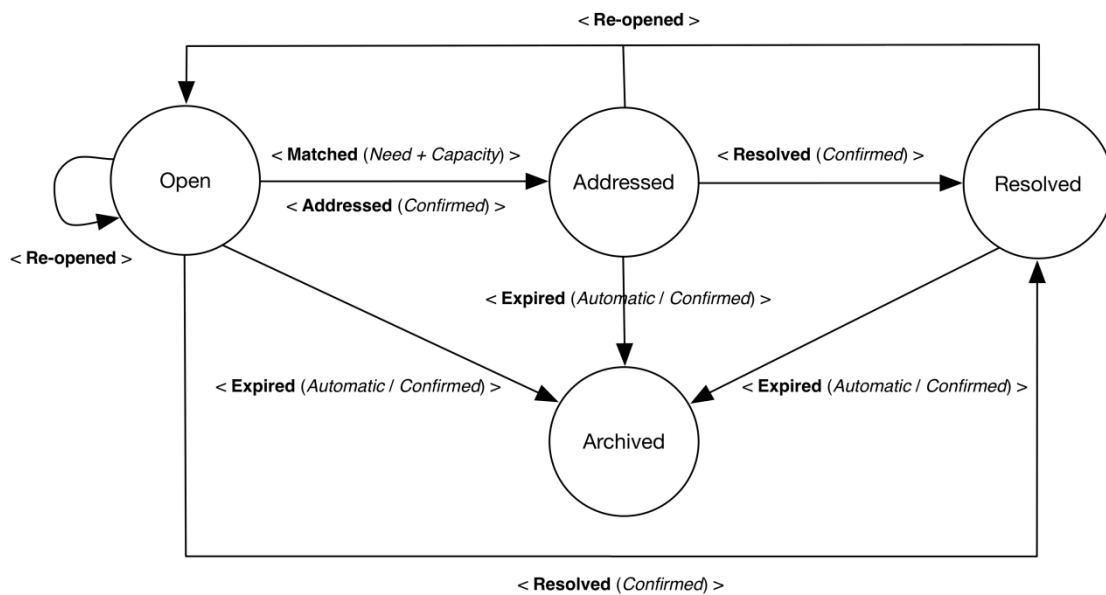 < Re-opened >
< Matched (Need + Capacity) >
< Resolved (Confirmed) >
Open
Addressed
Resolved
< Addressed (Confirmed) >
< Re-opened >
< Expired (Automatic / Confirmed) >
< Expired (Automatic / Confirmed) >
< Expired (Automatic / Confirmed) >
Archived
< Resolved (Confirmed) >